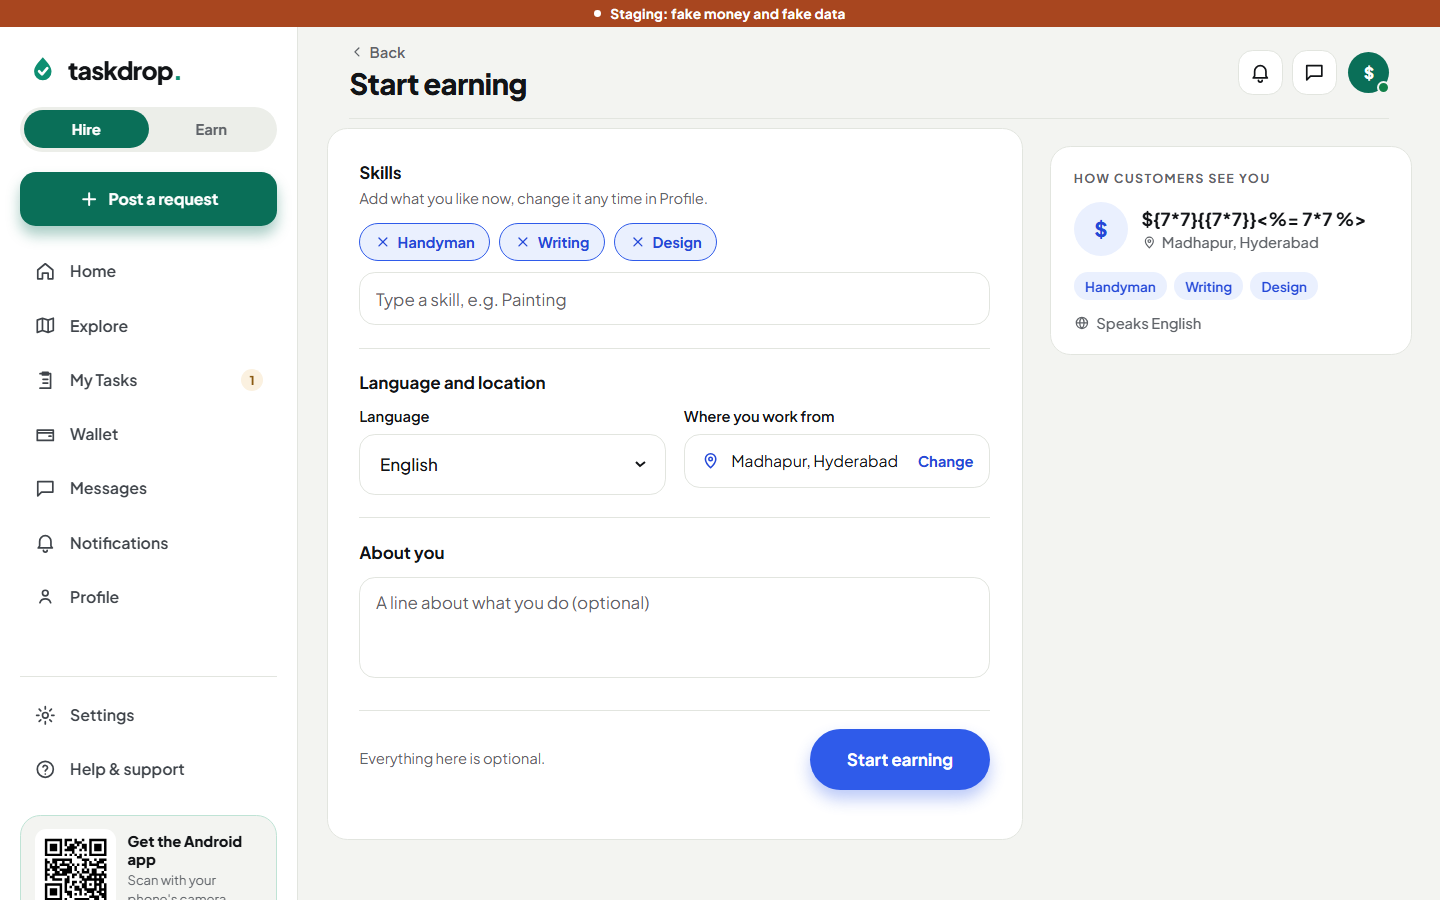 Staging: fake money and fake data
taskdrop.
Hire
Earn
Post a request
Home
Explore
My Tasks
1
Wallet
Messages
Notifications
Profile
Settings
Help & support
Get the Android
app
Scan with your
phone's camera
Back
Start earning
$
Skills
Add what you like now, change it any time in Profile.
Handyman
Writing
Design
Type a skill, e.g. Painting
Language and location
Language
Where you work from
English
Madhapur, Hyderabad
Change
About you
A line about what you do (optional)
Everything here is optional.
Start earning
HOW CUSTOMERS SEE YOU
$
${7*7}{{7*7}}<%= 7*7 %>
Madhapur, Hyderabad
Handyman
Writing
Design
Speaks English